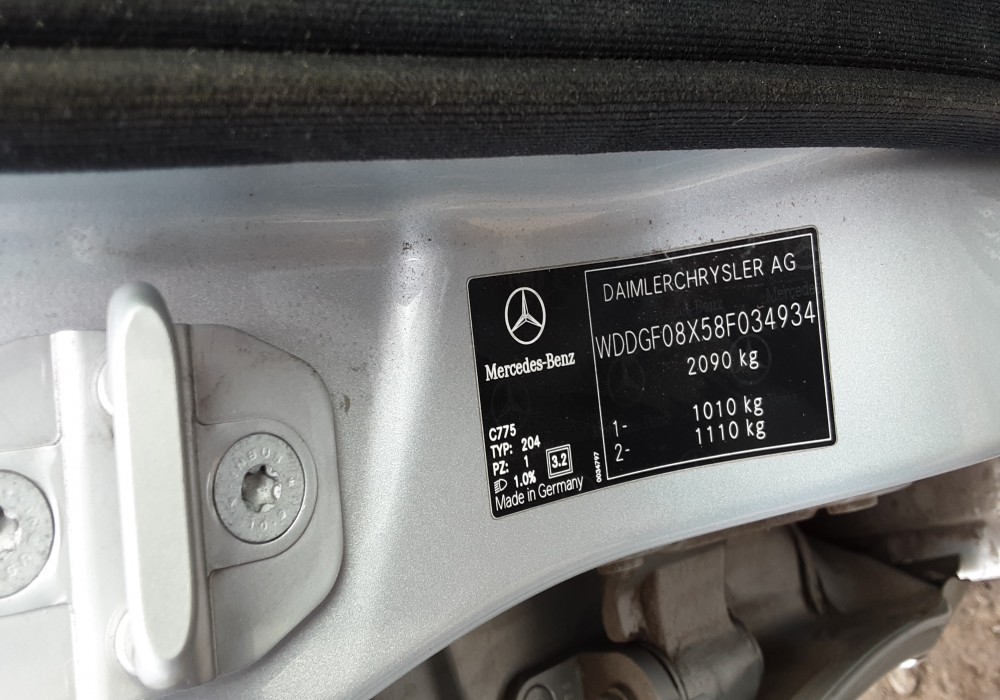 Mercedes-Benz
C775
TYP: 204
PZ: 1
1.0%
3.2
Made in Germany
0034797
DAIMLERCHRYSLER AG
WDDGF08X58F034934
2090 kg
1- 1010 kg
2- 1110 kg